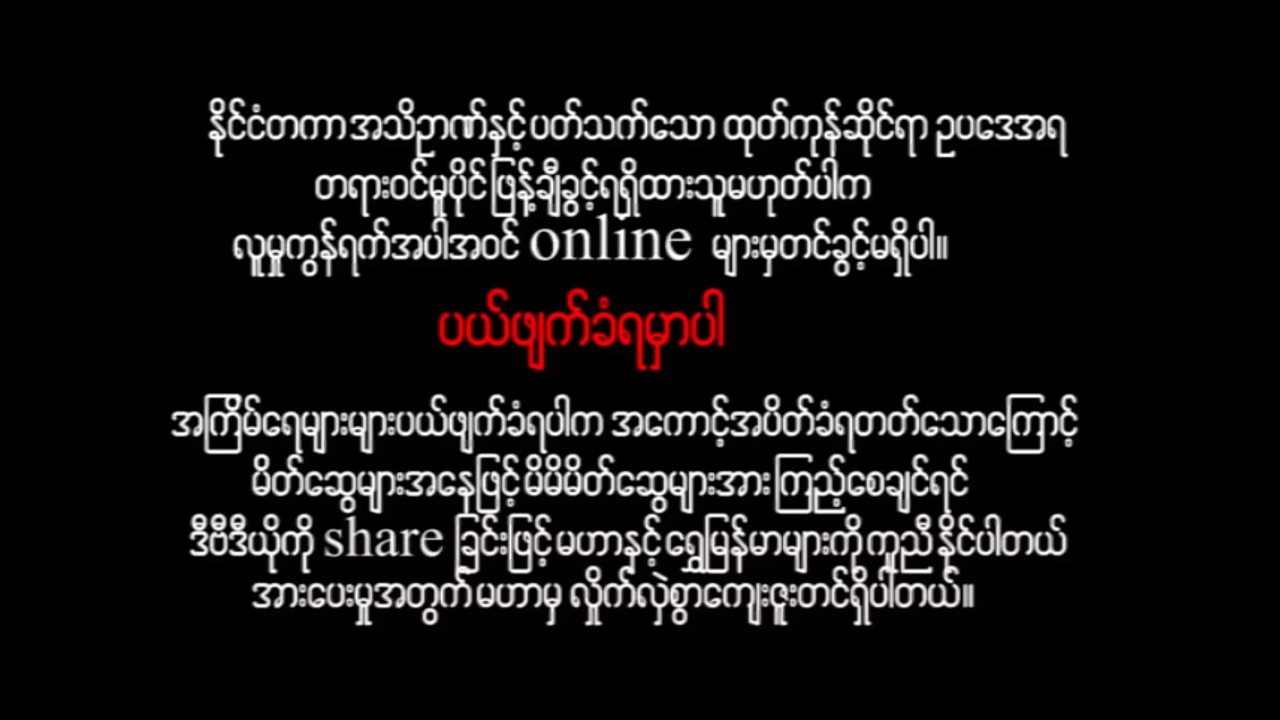 နိုင်ငံတကာ အသိဉာဏ်နှင့် ပတ်သက်သော ထုတ်ကုန်ဆိုင်ရာ ဥပဒေအရ
တရားဝင်မူပိုင် ဖြန့်ချီခွင့်ရရှိထားသူမဟုတ်ပါက
လူမှုကွန်ရက်အပါအဝင် online များမှတင်ခွင့်မရှိပါ။
ပယ်ဖျက်ခံရမှာပါ
အကြိမ်ရေများများပယ်ဖျက်ခံရပါက အကောင့်အပိတ်ခံရတတ်သောကြောင့်
မိတ်ဆွေများအနေဖြင့် မိမိမိတ်ဆွေများအား ကြည့်စေချင်ရင်
ဒီဗီဒီယိုကို share ခြင်းဖြင့် မဟာနှင့် ရွှေမြန်မာများကို ကူညီ နိုင်ပါတယ်
အားပေးမှုအတွက် မဟာမှ လှိုက်လှဲစွာကျေးဇူးတင်ရှိပါတယ်။